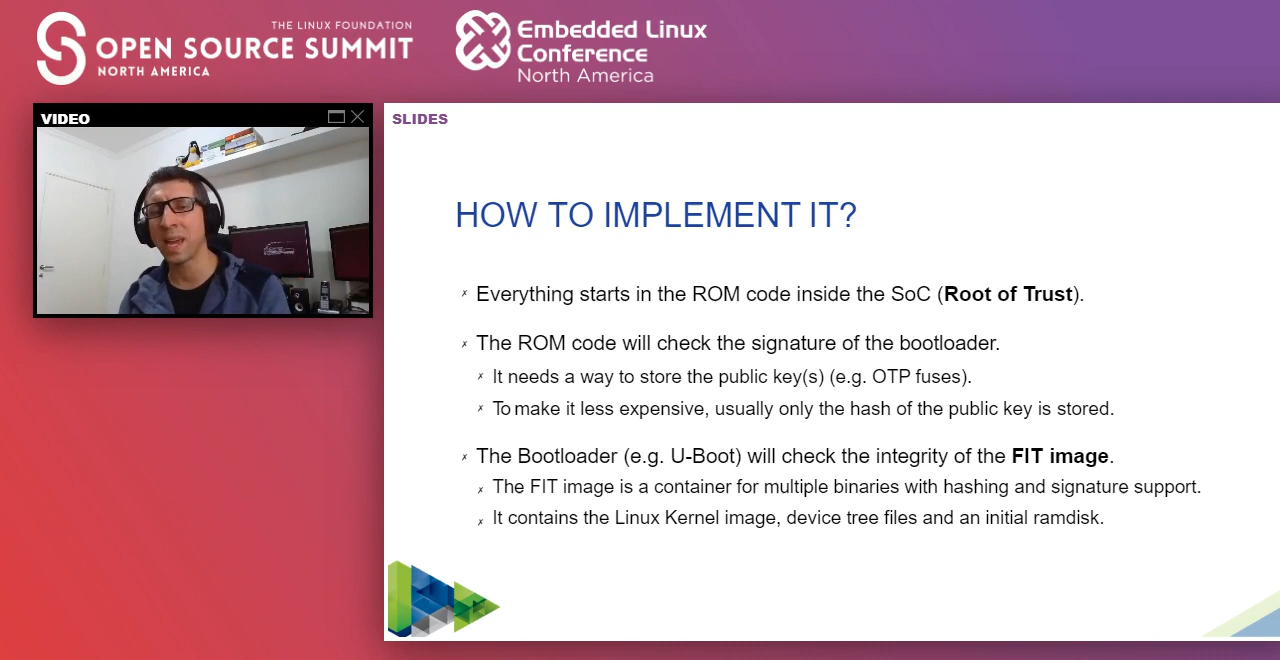 THE LINUX FOUNDATION
OPEN SOURCE SUMMIT
NORTH AMERICA
Embedded Linux
Conference
North America
VIDEO
SLIDES
HOW TO IMPLEMENT IT?
✗ Everything starts in the ROM code inside the SoC (Root of Trust).
✗ The ROM code will check the signature of the bootloader.
✗ It needs a way to store the public key(s) (e.g. OTP fuses).
✗ To make it less expensive, usually only the hash of the public key is stored.
✗ The Bootloader (e.g. U-Boot) will check the integrity of the FIT image.
✗ The FIT image is a container for multiple binaries with hashing and signature support.
✗ It contains the Linux Kernel image, device tree files and an initial ramdisk.